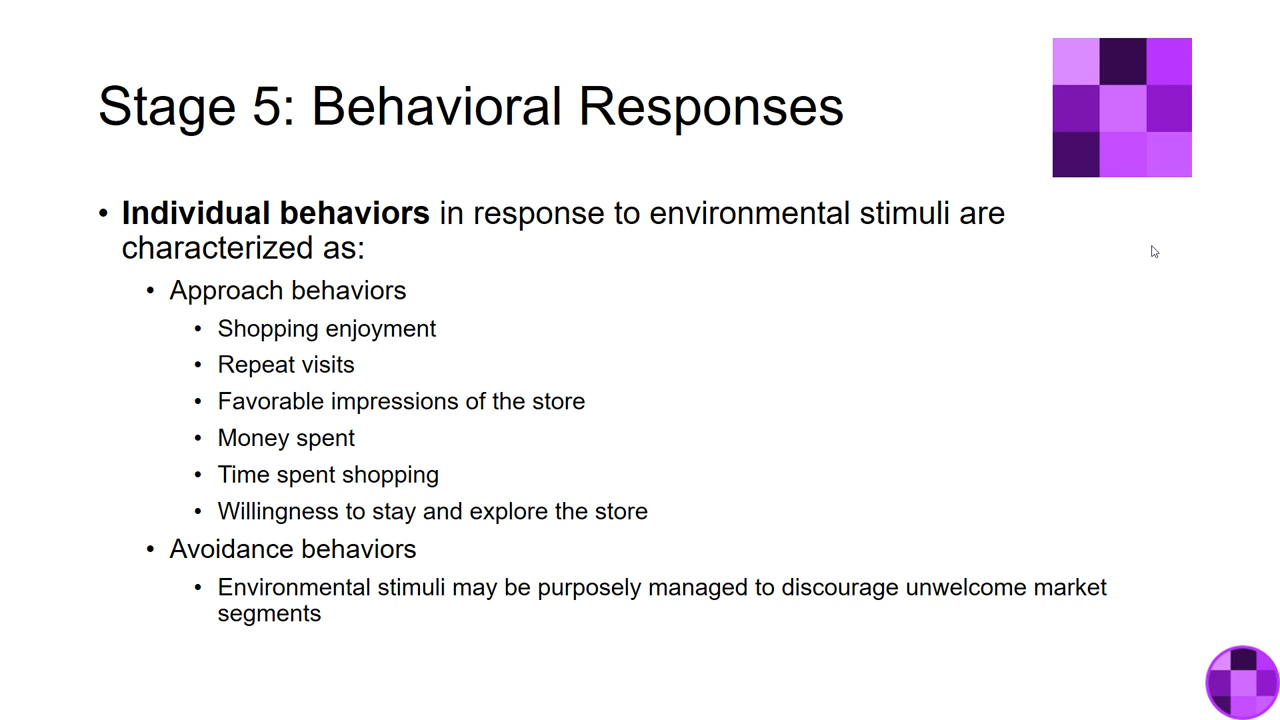 Stage 5: Behavioral Responses
• Individual behaviors in response to environmental stimuli are
characterized as:
• Approach behaviors
• Shopping enjoyment
• Repeat visits
• Favorable impressions of the store
• Money spent
• Time spent shopping
• Willingness to stay and explore the store
• Avoidance behaviors
• Environmental stimuli may be purposely managed to discourage unwelcome market
segments